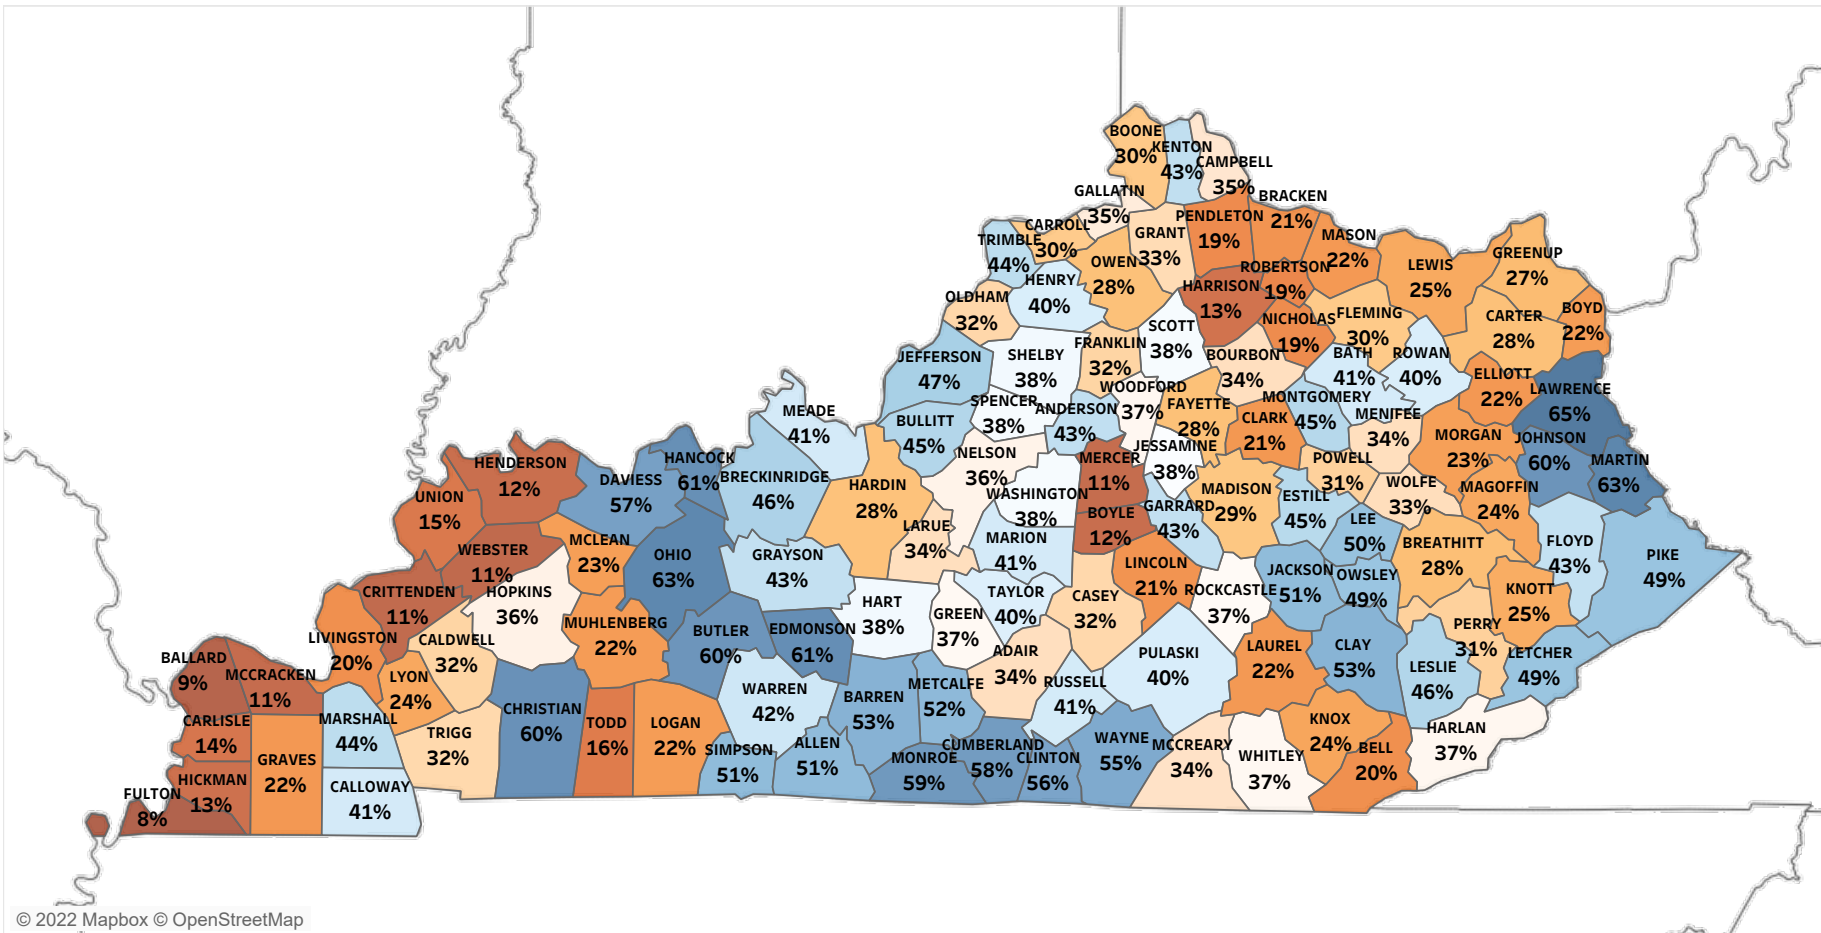 BOONE
30%
KENTON
43%
CAMPBELL
35%
GALLATIN
35%
BRACKEN
21%
CARROLL
30%
TRIMBLE
44%
GRANT
33%
PENDLETON
19%
MASON
22%
OWEN
28%
HENRY
40%
ROBERTSON
19%
LEWIS
25%
GREENUP
27%
OLDHAM
32%
HARRISON
13%
NICHOLAS
19%
FLEMING
30%
CARTER
28%
BOYD
22%
SCOTT
38%
FRANKLIN
32%
SHELBY
38%
JEFFERSON
47%
BOURBON
34%
BATH
41%
ROWAN
40%
ELLIOTT
22%
LAWRENCE
65%
WOODFORD
37%
FAYETTE
28%
MONTGOMERY
45%
MENIFEE
34%
SPENCER
38%
ANDERSON
43%
MEADE
41%
BULLITT
45%
CLARK
21%
MORGAN
23%
JOHNSON
60%
MARTIN
63%
JESSAMINE
38%
NELSON
36%
MERCER
11%
POWELL
31%
HENDERSON
12%
HANCOCK
61%
DAVIESS
57%
BRECKINRIDGE
46%
HARDIN
28%
WASHINGTON
38%
MADISON
29%
ESTILL
45%
WOLFE
33%
MAGOFFIN
24%
UNION
15%
GARRARD
43%
BOYLE
12%
LARUE
34%
MARION
41%
LEE
50%
BREATHITT
28%
FLOYD
43%
PIKE
49%
WEBSTER
11%
MCLEAN
23%
OHIO
63%
GRAYSON
43%
LINCOLN
21%
JACKSON
51%
OWSLEY
49%
KNOTT
25%
CRITTENDEN
11%
HOPKINS
36%
HART
38%
GREEN
37%
TAYLOR
40%
CASEY
32%
ROCKCASTLE
37%
MUHLENBERG
22%
BUTLER
60%
EDMONSON
61%
PERRY
31%
LIVINGSTON
20%
CALDWELL
32%
ADAIR
34%
PULASKI
40%
LAUREL
22%
CLAY
53%
LESLIE
46%
LETCHER
49%
BALLARD
9%
MCCRACKEN
11%
LYON
24%
WARREN
42%
BARREN
53%
METCALFE
52%
RUSSELL
41%
CARLISLE
14%
MARSHALL
44%
TRIGG
32%
CHRISTIAN
60%
TODD
16%
LOGAN
22%
SIMPSON
51%
ALLEN
51%
MONROE
59%
CUMBERLAND
58%
CLINTON
56%
WAYNE
55%
MCCREARY
34%
WHITLEY
37%
KNOX
24%
BELL
20%
HARLAN
37%
GRAVES
22%
HICKMAN
13%
FULTON
8%
CALLOWAY
41%
© 2022 Mapbox © OpenStreetMap